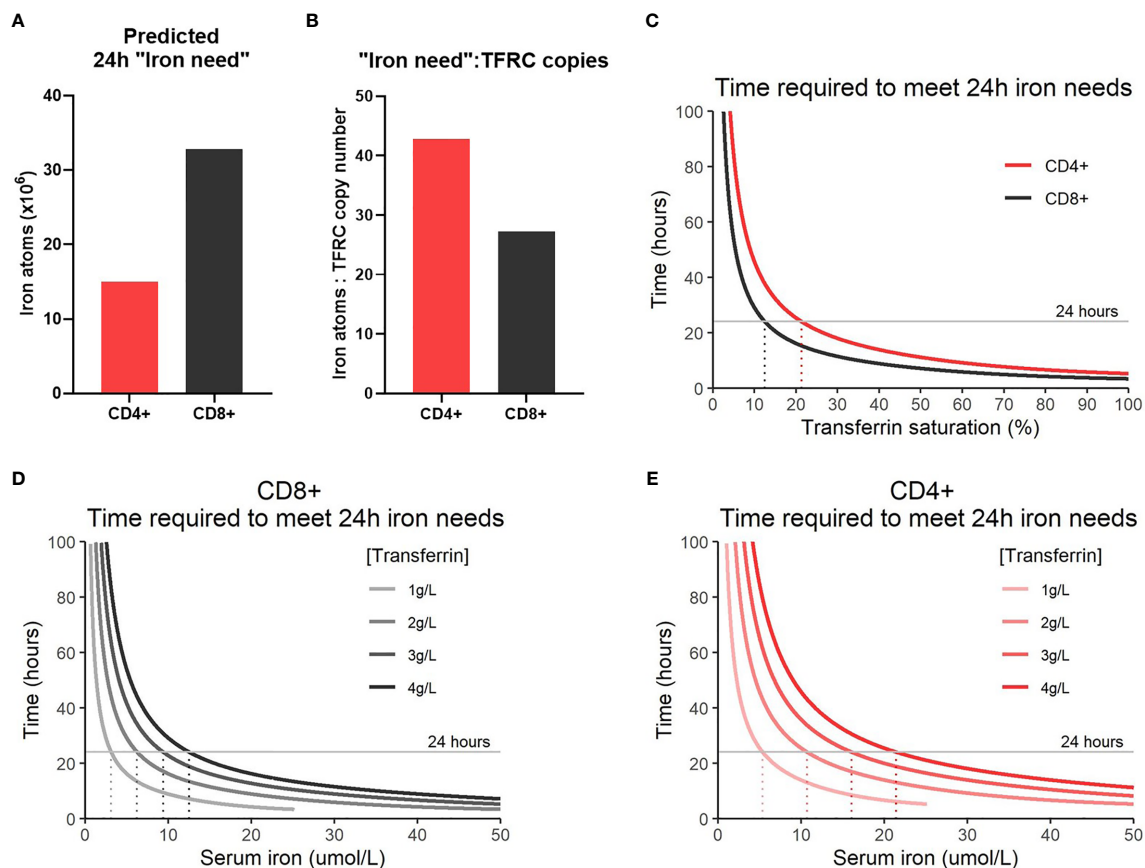 A
Predicted
24h "Iron need"
Iron atoms (x10⁶)
40
30
20
10
0
CD4+
CD8+
B
"Iron need":TFRC copies
Iron atoms : TFRC copy number
50
40
30
20
10
0
CD4+
CD8+
C
Time required to meet 24h iron needs
Time (hours)
100
80
60
40
20
0
CD4+
CD8+
24 hours
0 10 20 30 40 50 60 70 80 90 100
Transferrin saturation (%)
D
CD8+
Time required to meet 24h iron needs
Time (hours)
100
80
60
40
20
0
[Transferrin]
1g/L
2g/L
3g/L
4g/L
24 hours
0 10 20 30 40 50
Serum iron (umol/L)
E
CD4+
Time required to meet 24h iron needs
Time (hours)
100
80
60
40
20
0
[Transferrin]
1g/L
2g/L
3g/L
4g/L
24 hours
0 10 20 30 40 50
Serum iron (umol/L)